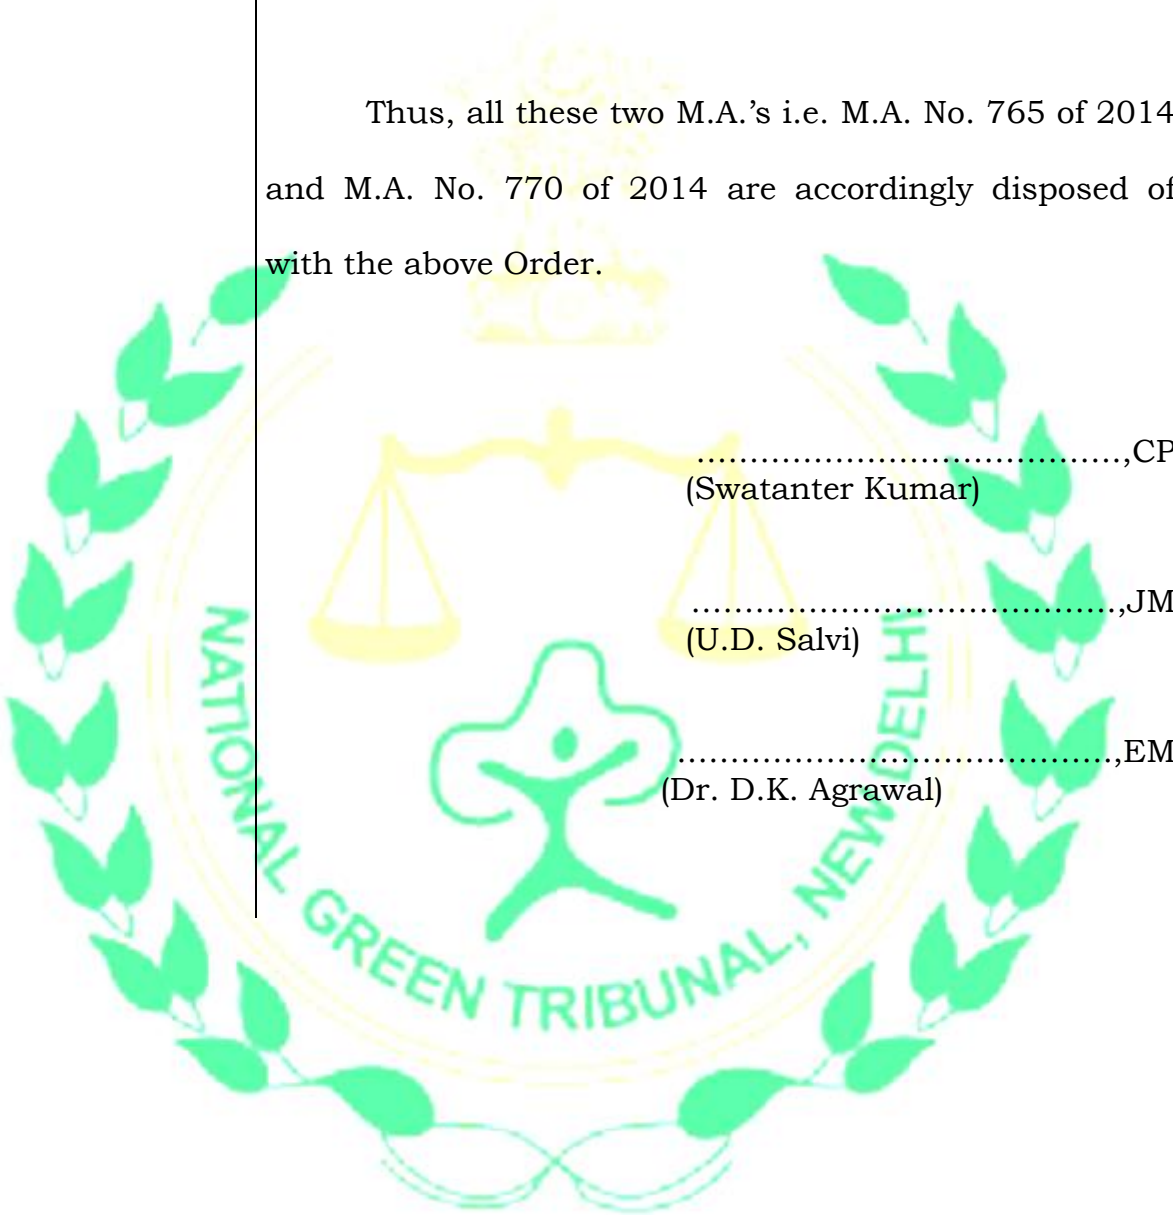 Thus, all these two M.A.’s i.e. M.A. No. 765 of 2014
and M.A. No. 770 of 2014 are accordingly disposed of
with the above Order.
……………………………………,CP
(Swatanter Kumar)
……………………………………,JM
(U.D. Salvi)
……………………………………,EM
(Dr. D.K. Agrawal)
NATIONAL GREEN TRIBUNAL, NEW DELHI